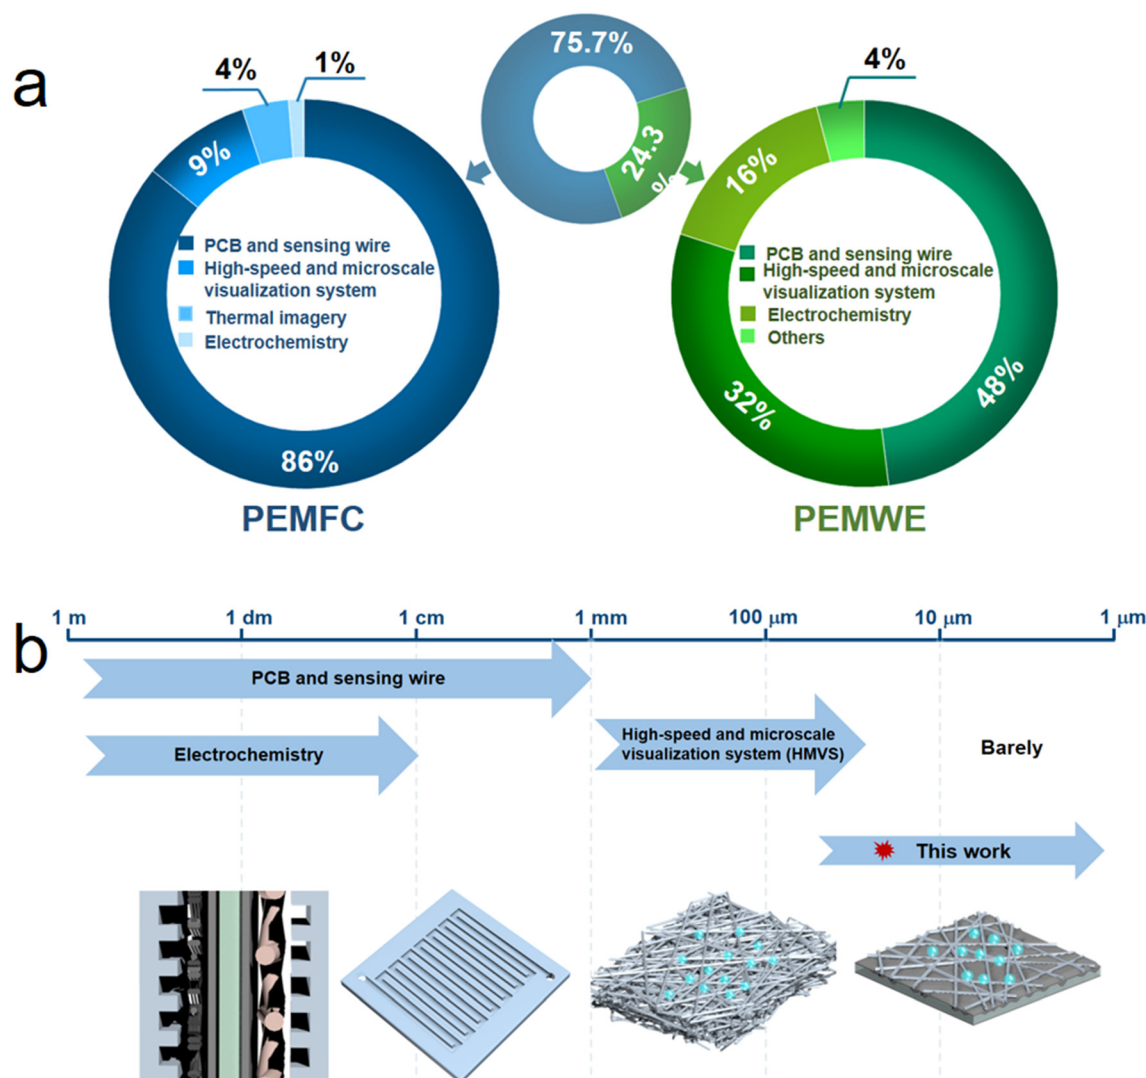 a
4%
1%
75.7%
4%
9%
24.3
%
16%
PCB and sensing wire
High-speed and microscale
visualization system
Thermal imagery
Electrochemistry
PCB and sensing wire
High-speed and microscale
visualization system
Electrochemistry
Others
86%
32%
48%
PEMFC
PEMWE
b
1 m
1 dm
1 cm
1 mm
100 μm
10 μm
1 μm
PCB and sensing wire
Electrochemistry
High-speed and microscale
visualization system (HMVS)
Barely
This work